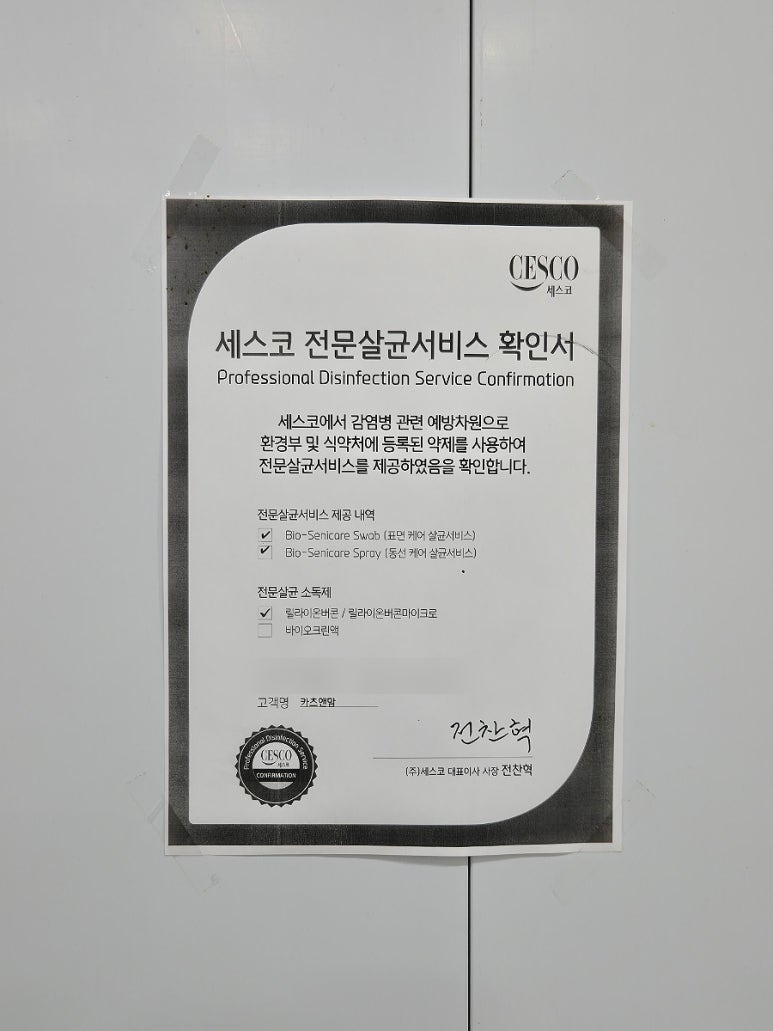 CESCO
세스코
세스코 전문살균서비스 확인서
Professional Disinfection Service Confirmation
세스코에서 감염병 관련 예방차원으로
환경부 및 식약처에 등록된 약제를 사용하여
전문살균서비스를 제공하였음을 확인합니다.
전문살균서비스 제공 내역
Bio-Senicare Swab (표면 케어 살균서비스)
Bio-Senicare Spray (동선 케어 살균서비스)
전문살균 소독제
릴라이온버콘 / 릴라이온버콘마이크로
바이오크린액
고객명 카츠앤맘
Professional Disinfection Service
CESCO
세스코
CONFIRMATION
전찬혁
(주)세스코 대표이사 사장 전찬혁